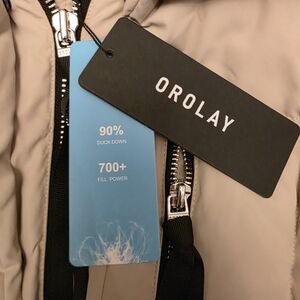 OROLAY
90%
DUCK DOWN
700+
FILL POWER